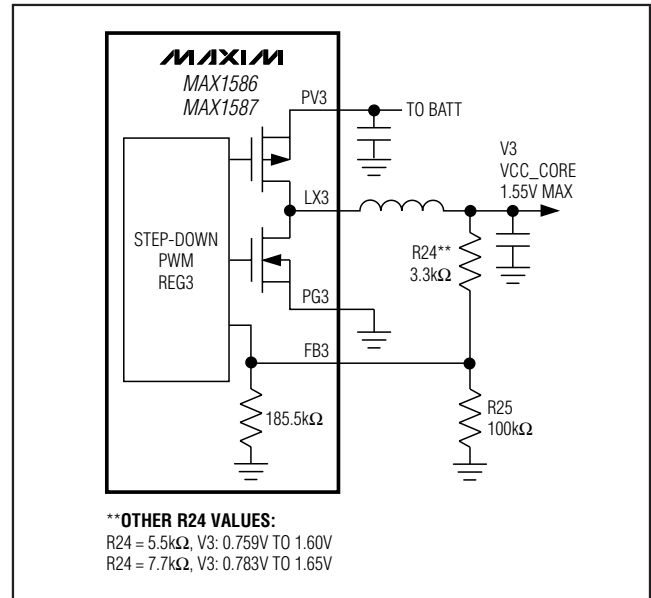 MAXIM
MAX1586
MAX1587
PV3
TO BATT
V3
VCC_CORE
1.55V MAX
LX3
STEP-DOWN
PWM
REG3
R24**
3.3kΩ
PG3
FB3
185.5kΩ
R25
100kΩ
**OTHER R24 VALUES:
R24 = 5.5kΩ, V3: 0.759V TO 1.60V
R24 = 7.7kΩ, V3: 0.783V TO 1.65V